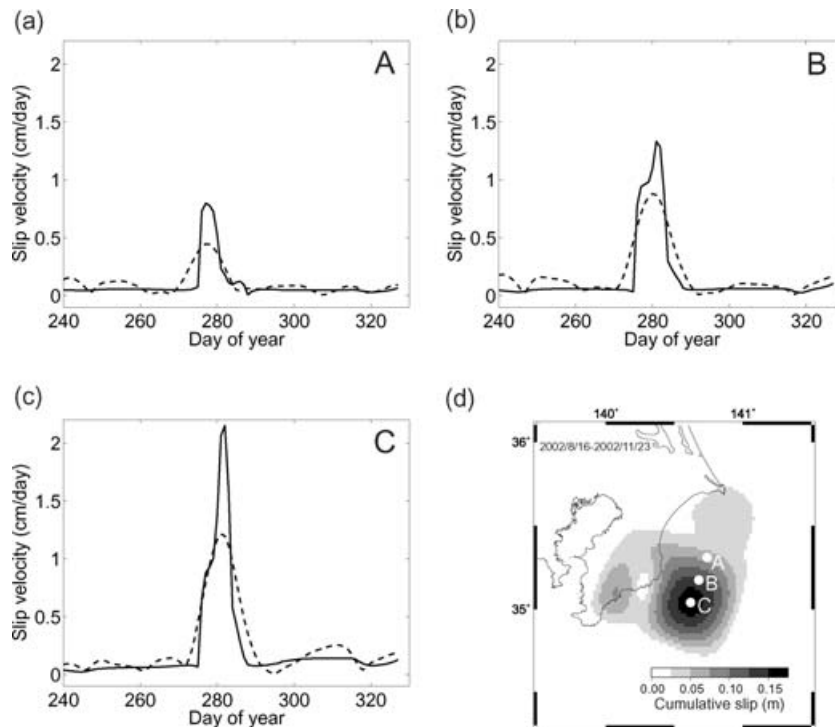 (a)
A
Slip velocity (cm/day)
2
1.5
1
0.5
0
240 260 280 300 320
Day of year
(b)
B
Slip velocity (cm/day)
2
1.5
1
0.5
0
240 260 280 300 320
Day of year
(c)
C
Slip velocity (cm/day)
2
1.5
1
0.5
0
240 260 280 300 320
Day of year
(d)
140° 141°
36°
2002/8/16-2002/11/23
A
B
35°
C
0.00 0.05 0.10 0.15
Cumulative slip (m)